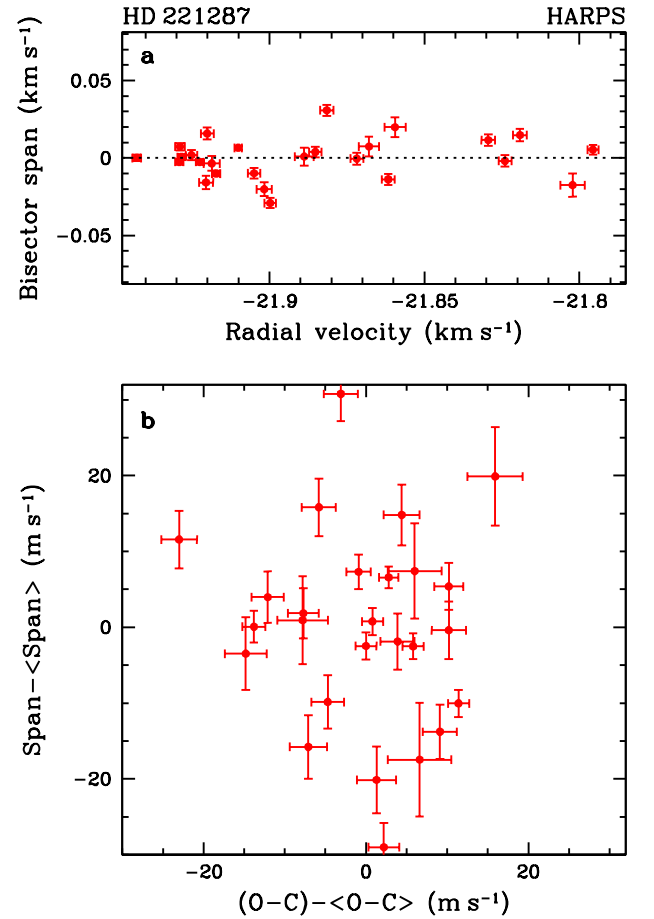 HD 221287 HARPS
a
Bisector span (km s⁻¹)
0.05
0
−0.05
−21.9 −21.85 −21.8
Radial velocity (km s⁻¹)
b
Span−<Span> (m s⁻¹)
20
0
−20
−20 0 20
(O−C)−<O−C> (m s⁻¹)